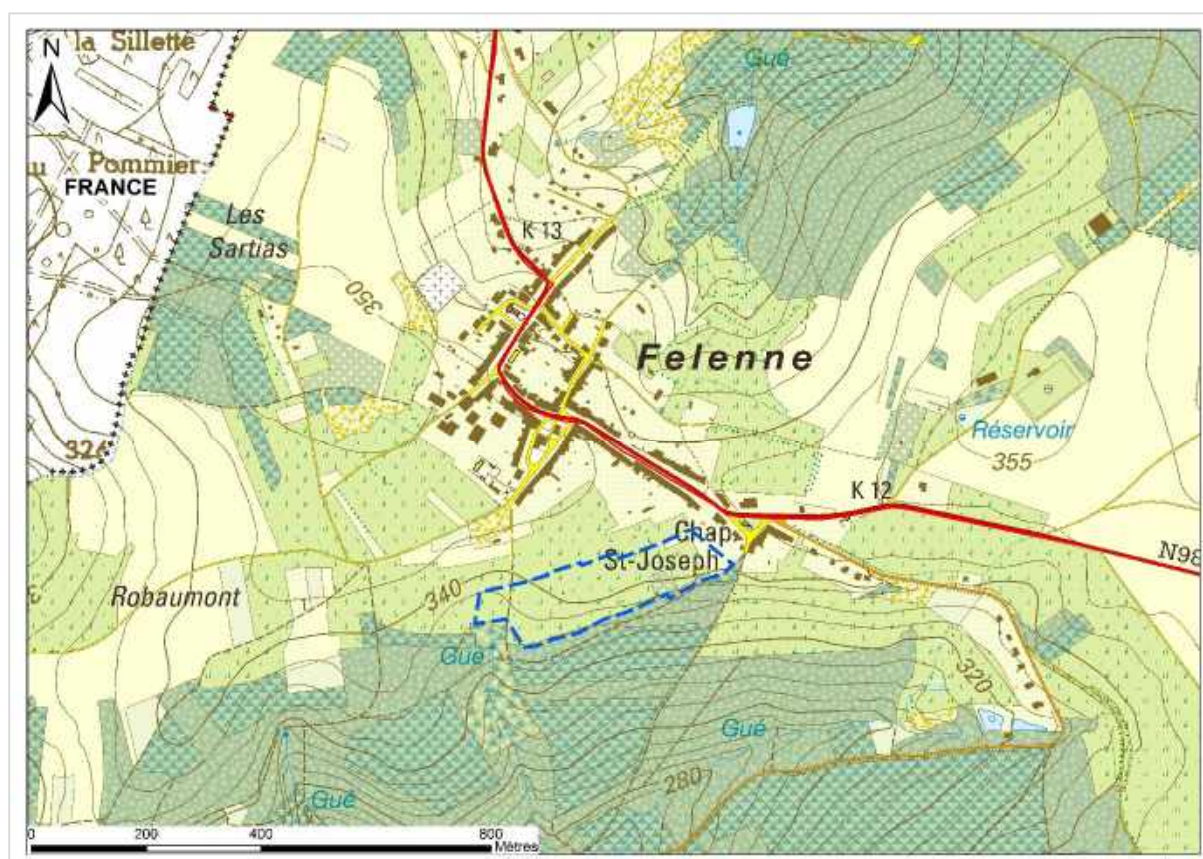 la Sillette
N
Gué
Pommier
FRANCE
Les
Sartias
K 13
350
Felenne
Réservoir
355
324
K 12
Chap.
St-Joseph
N98
Robaumont
340
Gué
320
Gué
280
Gué
0 200 400 800
Mètres